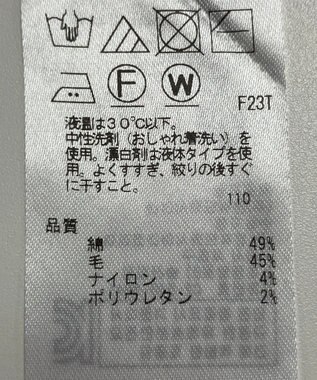 F W
F23T
液温は30℃以下。
中性洗剤（おしゃれ着洗い）を
使用。漂白剤は液体タイプを使
用。よくすすぎ、絞りの後すぐ
に干すこと。
110
品質
綿 49%
毛 45%
ナイロン 4%
ポリウレタン 2%